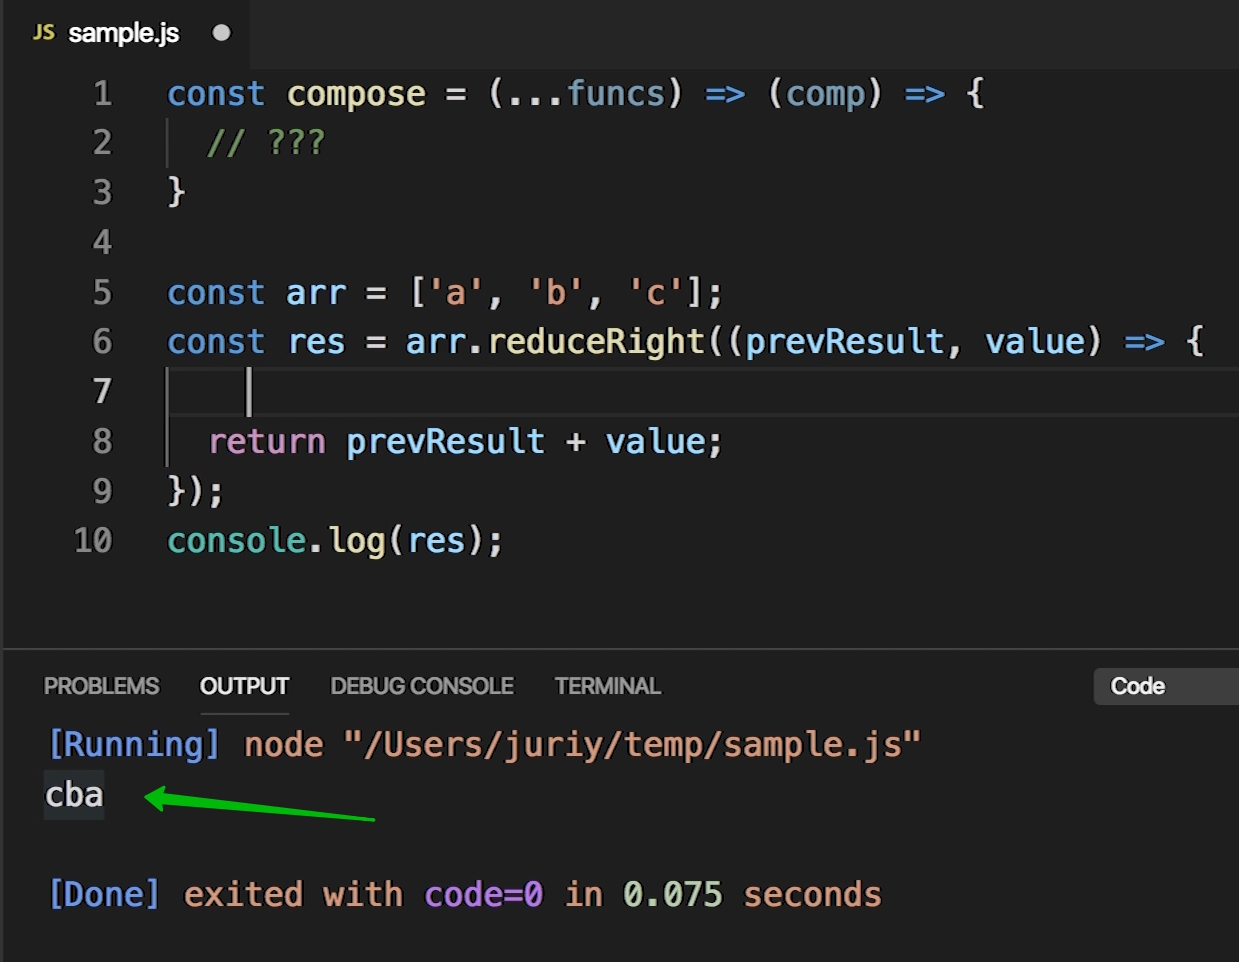 JS sample.js
1 const compose = (...funcs) => (comp) => {
2 // ???
3 }
4
5 const arr = ['a', 'b', 'c'];
6 const res = arr.reduceRight((prevResult, value) => {
7
8 return prevResult + value;
9 });
10 console.log(res);
PROBLEMS OUTPUT DEBUG CONSOLE TERMINAL Code
[Running] node "/Users/juriy/temp/sample.js"
cba
[Done] exited with code=0 in 0.075 seconds